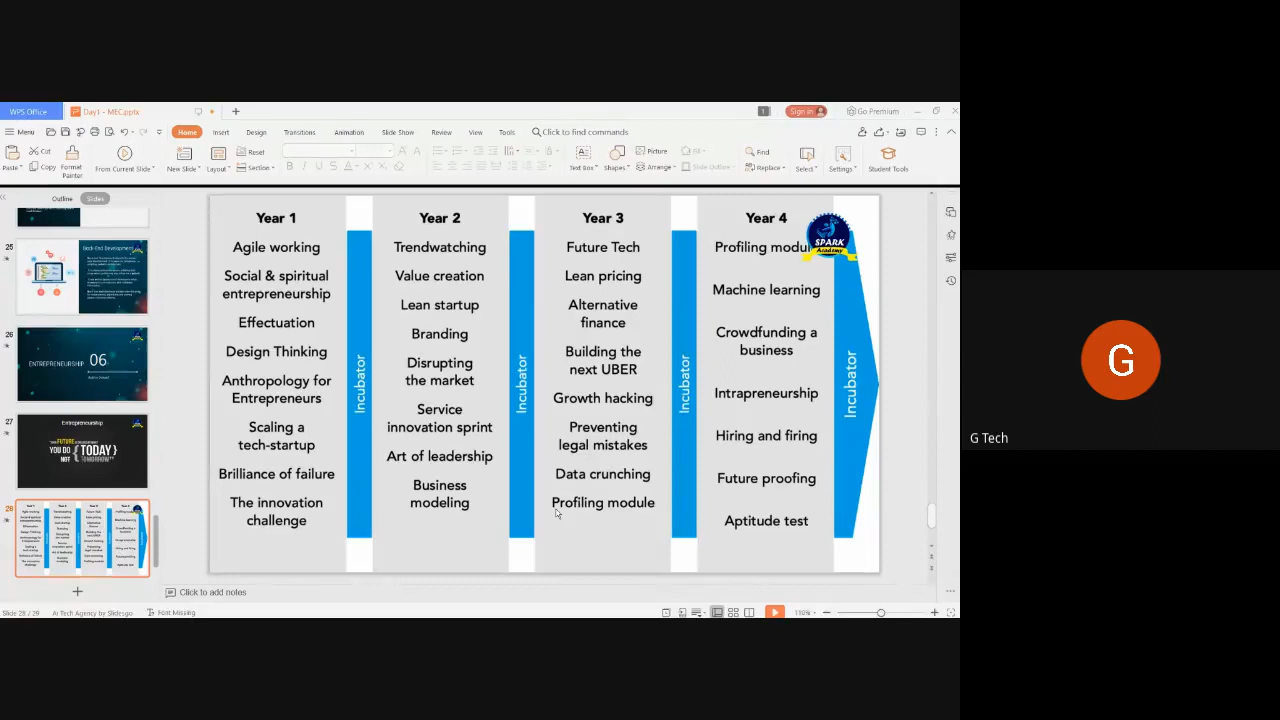 WPS Office
Day1 - MEC.pptx
Sign in
Go Premium
Menu
Home
Insert
Design
Transitions
Animation
Slide Show
Review
View
Tools
Click to find commands
Paste
Cut
Copy
Format
Painter
From Current Slide
New Slide
Layout
Reset
Section
Text Box
Shapes
Picture
Fill
Arrange
Slide Outline
Find
Replace
Select
Settings
Student Tools
Outline
Slides
25
Back-End Development
26
ENTREPRENEURSHIP
06
27
Entrepreneurship
YOU DO
NOT
{TODAY}
28
Year 1
Agile working
Social & spiritual
entrepreneurship
Effectuation
Design Thinking
Anthropology for
Entrepreneurs
Scaling a
tech-startup
Brilliance of failure
The innovation
challenge
Incubator
Year 2
Trendwatching
Value creation
Lean startup
Branding
Disrupting
the market
Service
innovation sprint
Art of leadership
Business
modeling
Incubator
Year 3
Future Tech
Lean pricing
Alternative
finance
Building the
next UBER
Growth hacking
Preventing
legal mistakes
Data crunching
Profiling module
Incubator
Year 4
Profiling modu
Machine learning
Crowdfunding a
business
Intrapreneurship
Hiring and firing
Future proofing
Aptitude test
Incubator
SPARK
Academy
Click to add notes
Slide 28 / 29
AI Tech Agency by Slidesgo
Font Missing
G
G Tech